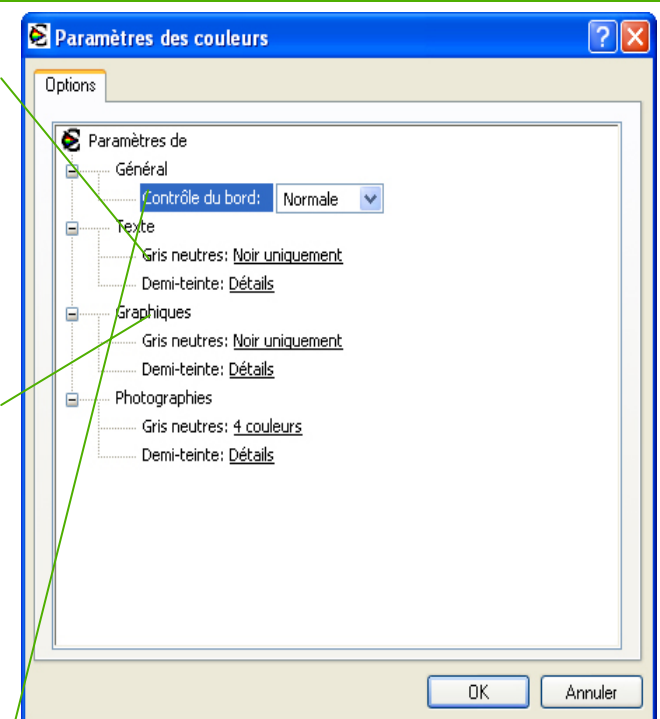 Paramètres des couleurs
Options
Paramètres de
Général
Contrôle du bord: Normale
Texte
Gris neutres: Noir uniquement
Demi-teinte: Détails
Graphiques
Gris neutres: Noir uniquement
Demi-teinte: Détails
Photographies
Gris neutres: 4 couleurs
Demi-teinte: Détails
OK Annuler